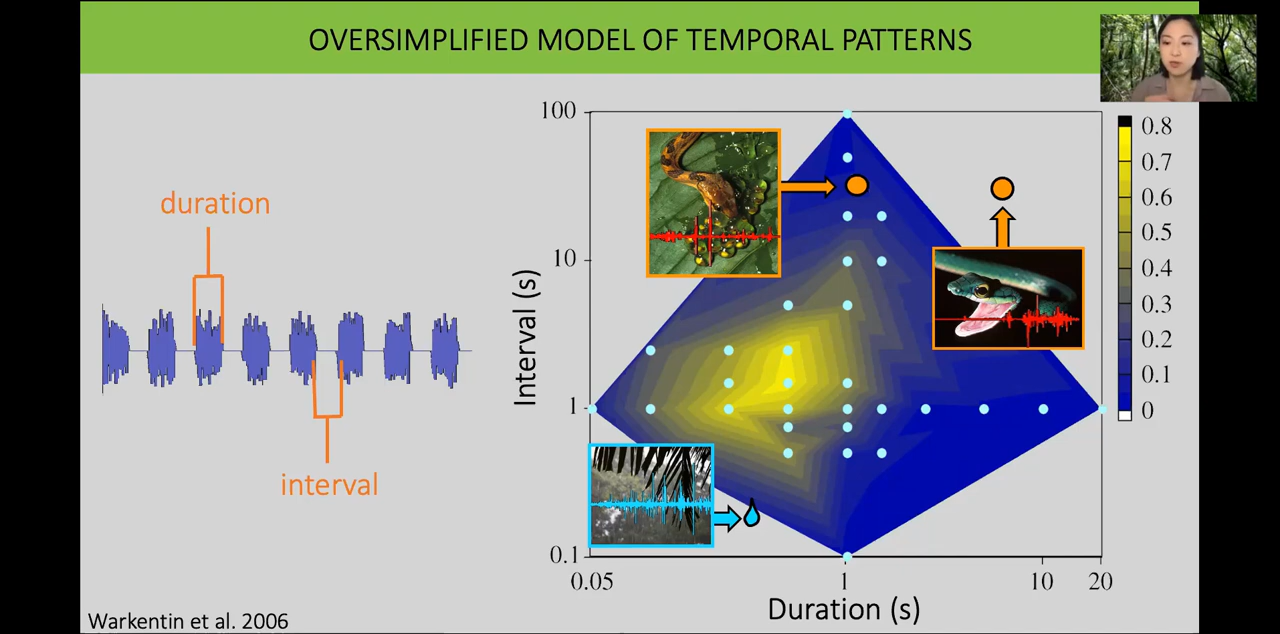 OVERSIMPLIFIED MODEL OF TEMPORAL PATTERNS
duration
interval
Warkentin et al. 2006
Interval (s)
100
10
1
0.1
0.05
1
10
20
Duration (s)
0.8
0.7
0.6
0.5
0.4
0.3
0.2
0.1
0